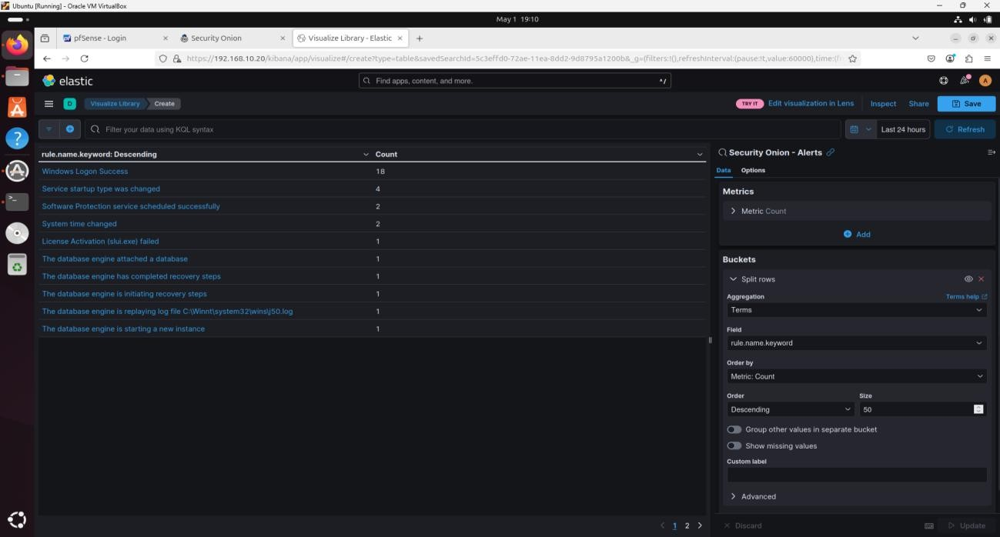 Ubuntu [Running] - Oracle VM VirtualBox
May 1 19:10
pfSense - Login
Security Onion
Visualize Library - Elastic
https://192.168.10.20/kibana/app/visualize#/create?type=table&savedSearchId=5c3effd0-72ae-11ea-8dd2-9d8795a1200b&_g=(filters:!(),refreshInterval:(pause:!t,value:60000),time:(f
elastic
Find apps, content, and more.
^/
A
D
Visualize Library
Create
TRY IT
Edit visualization in Lens
Inspect
Share
Save
Filter your data using KQL syntax
Last 24 hours
Refresh
rule.name.keyword: Descending Count
Windows Logon Success 18
Service startup type was changed 4
Software Protection service scheduled successfully 2
System time changed 2
License Activation (slui.exe) failed 1
The database engine attached a database 1
The database engine has completed recovery steps 1
The database engine is initiating recovery steps 1
The database engine is replaying log file C:\Winnt\system32\wins\j50.log 1
The database engine is starting a new instance 1
1 2
Security Onion - Alerts
Data Options
Metrics
Metric Count
Add
Buckets
Split rows
Aggregation Terms help
Terms
Field
rule.name.keyword
Order by
Metric: Count
Order Size
Descending 50
Group other values in separate bucket
Show missing values
Custom label
Advanced
Discard Update